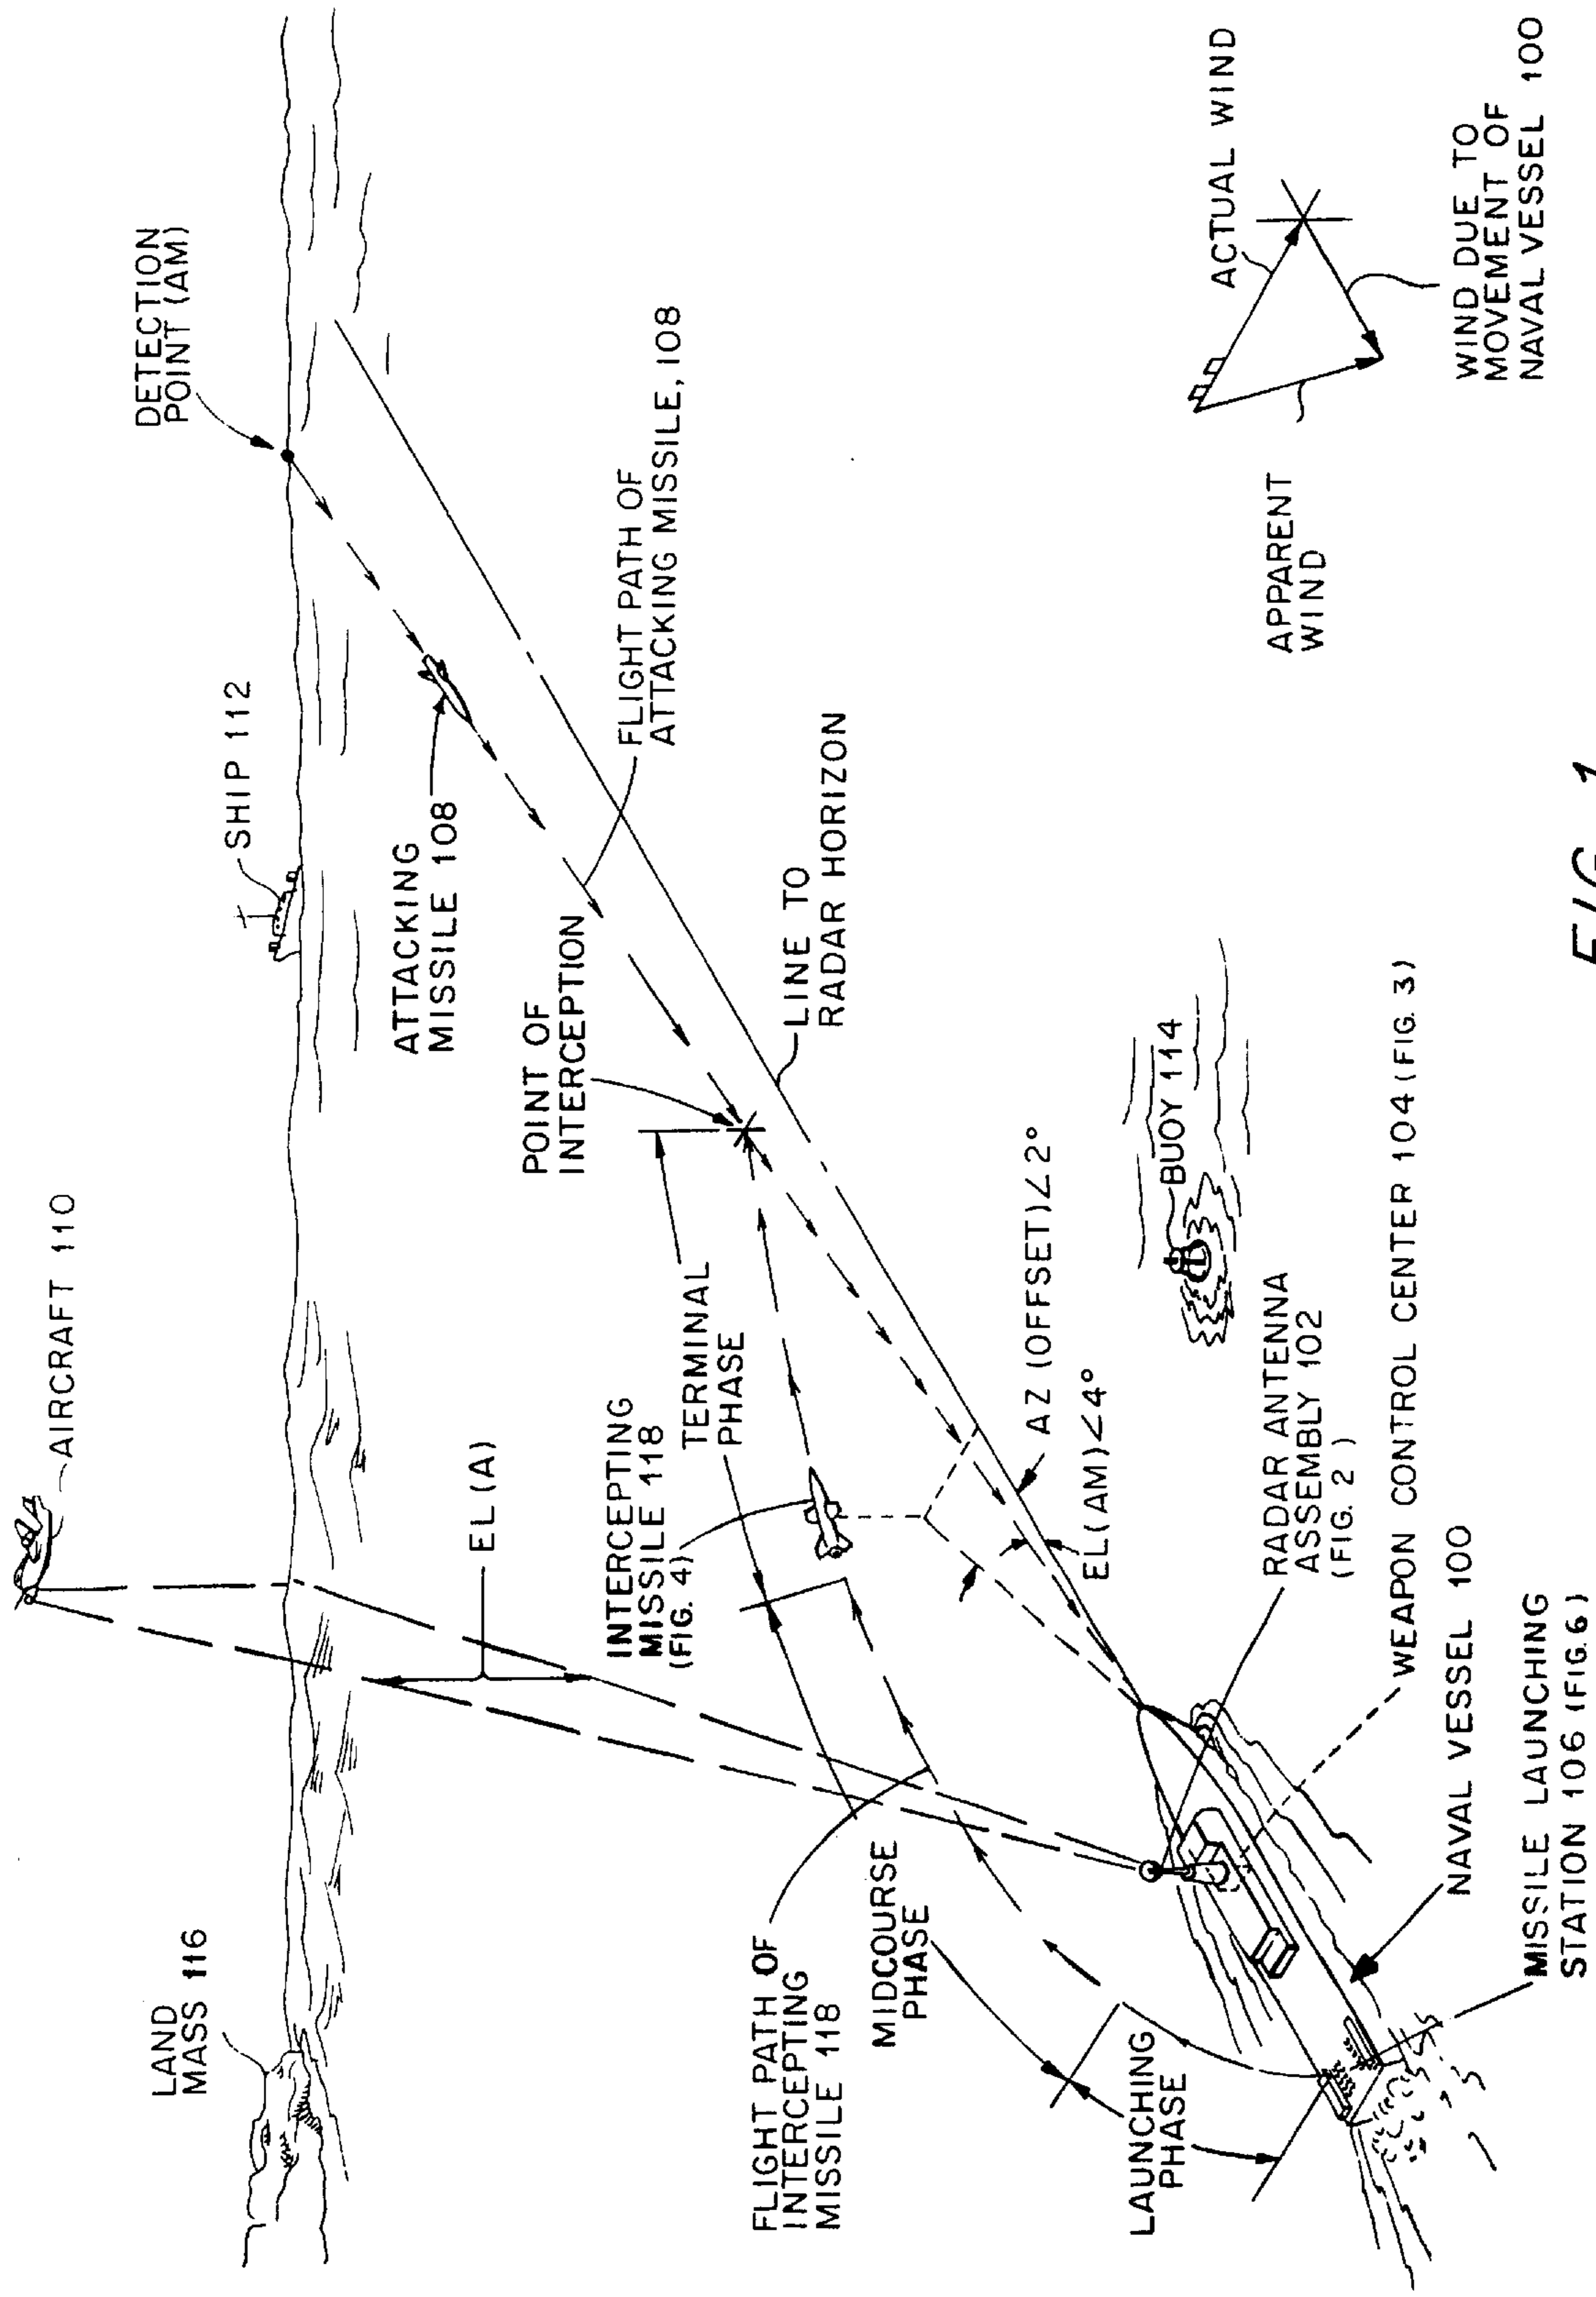 AIRCRAFT 110
LAND
MASS 116
SHIP 112
DETECTION
POINT (AM)
EL(A)
ATTACKING
MISSILE 108
POINT OF
INTERCEPTION
FLIGHT PATH OF
ATTACKING MISSILE, 108
INTERCEPTING
MISSILE 118
(FIG. 4)
TERMINAL
PHASE
FLIGHT PATH OF
INTERCEPTING
MISSILE 118
MIDCOURSE
PHASE
LINE TO
RADAR HORIZON
AZ (OFFSET)∠2°
EL(AM)∠4°
LAUNCHING
PHASE
BUOY 114
RADAR ANTENNA
ASSEMBLY 102
(FIG. 2)
WEAPON CONTROL CENTER 104 (FIG. 3)
NAVAL VESSEL 100
MISSILE LAUNCHING
STATION 106 (FIG.6)
ACTUAL WIND
APPARENT
WIND
WIND DUE TO
MOVEMENT OF
NAVAL VESSEL 100
FIG. 1